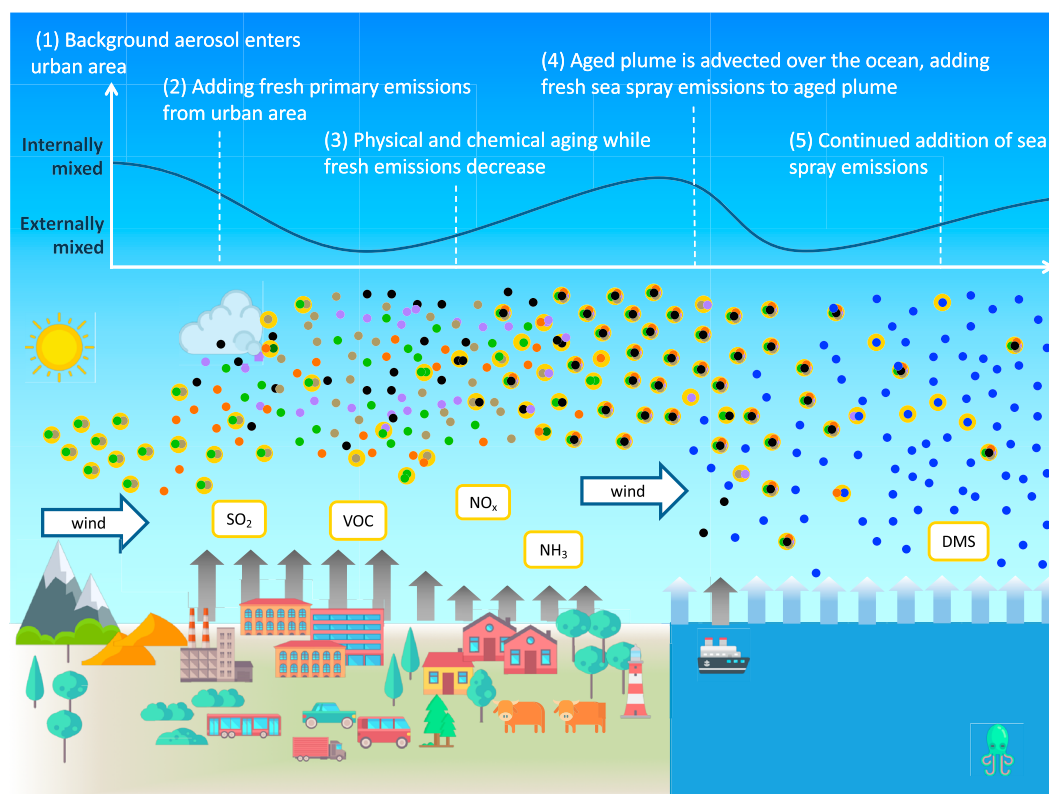 (1) Background aerosol enters
urban area
(2) Adding fresh primary emissions
from urban area
(3) Physical and chemical aging while
fresh emissions decrease
(4) Aged plume is advected over the ocean, adding
fresh sea spray emissions to aged plume
(5) Continued addition of sea
spray emissions
Internally
mixed
Externally
mixed
wind
SO₂
VOC
NOₓ
NH₃
wind
DMS